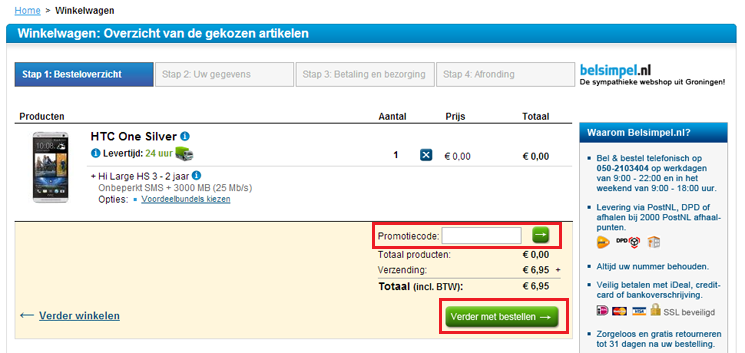 Home > Winkelwagen
Winkelwagen: Overzicht van de gekozen artikelen
Stap 1: Besteloverzicht
Stap 2: Uw gegevens
Stap 3: Betaling en bezorging
Stap 4: Afronding
belsimpel.nl
De sympathieke webshop uit Groningen!
Producten Aantal Prijs Totaal
HTC One Silver
Levertijd: 24 uur
1 € 0,00 € 0,00
+ Hi Large HS 3 - 2 jaar
Onbeperkt SMS + 3000 MB (25 Mb/s)
Opties: Voordeelbundels kiezen
Promotiecode:
Totaal producten: € 0,00
Verzending: € 6,95 +
Totaal (incl. BTW): € 6,95
← Verder winkelen
Verder met bestellen →
Waarom Belsimpel.nl?
Bel & bestel telefonisch op
050-2103404 op werkdagen
van 9:00 - 22:00 en in het
weekend van 9:00 - 18:00 uur.
Levering via PostNL, DPD of
afhalen bij 2000 PostNL afhaal-
punten.
DPD
Altijd uw nummer behouden.
Veilig betalen met iDeal, credit-
card of bankoverschrijving.
VISA SSL beveiligd
Zorgeloos en gratis retourneren
tot 31 dagen na uw bestelling.